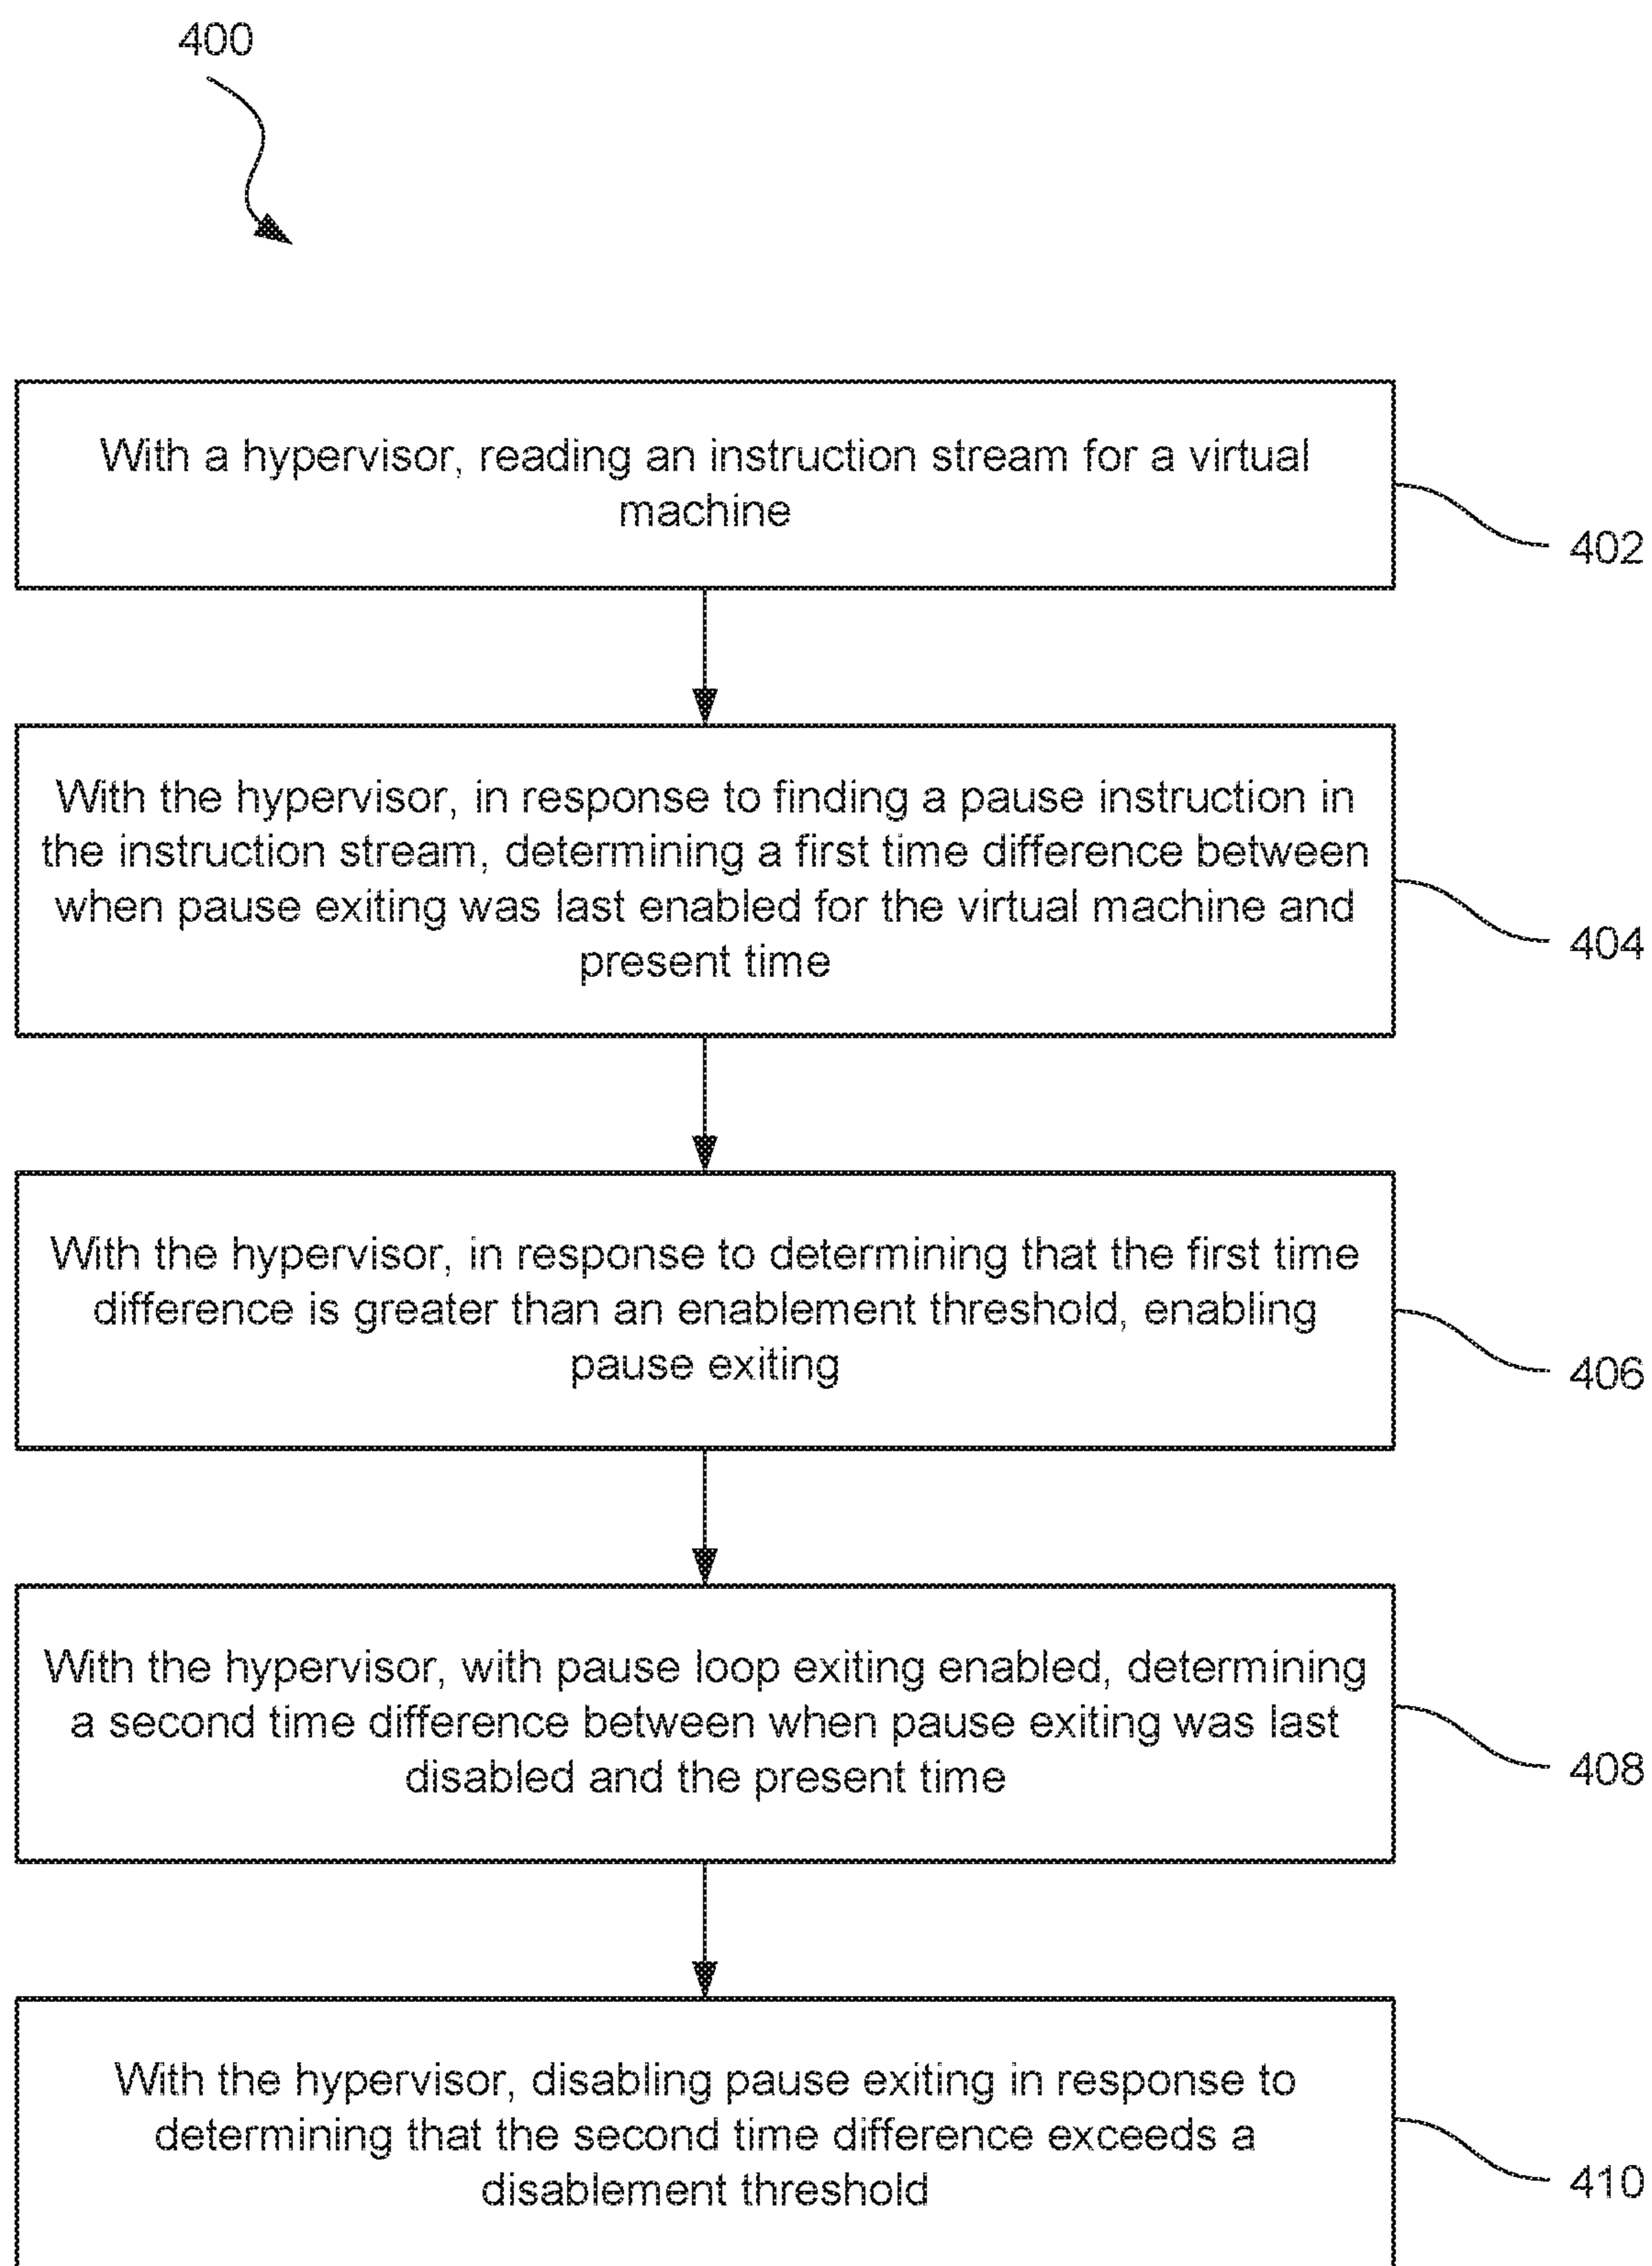 400
With a hypervisor, reading an instruction stream for a virtual
machine
402
With the hypervisor, in response to finding a pause instruction in
the instruction stream, determining a first time difference between
when pause exiting was last enabled for the virtual machine and
present time
404
With the hypervisor, in response to determining that the first time
difference is greater than an enablement threshold, enabling
pause exiting
406
With the hypervisor, with pause loop exiting enabled, determining
a second time difference between when pause exiting was last
disabled and the present time
408
With the hypervisor, disabling pause exiting in response to
determining that the second time difference exceeds a
disablement threshold
410